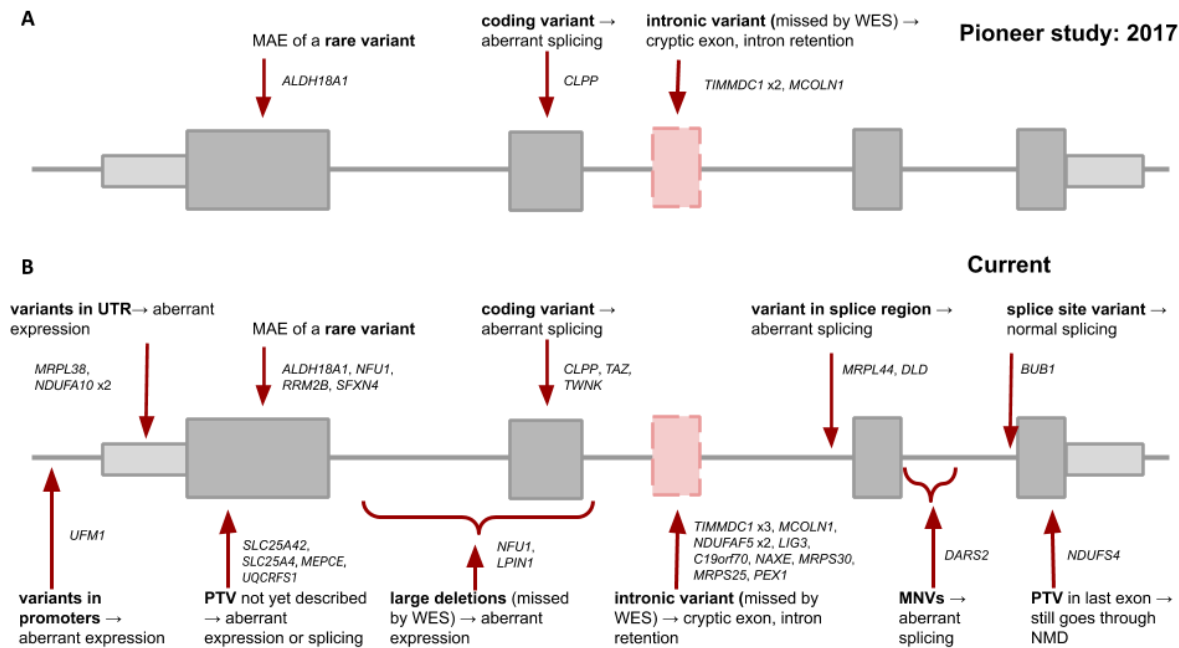 A
MAE of a rare variant
ALDH18A1
coding variant →
aberrant splicing
CLPP
intronic variant (missed by WES) →
cryptic exon, intron retention
TIMMDC1 x2, MCOLN1
Pioneer study: 2017
B
Current
variants in UTR→ aberrant
expression
MRPL38,
NDUFA10 x2
MAE of a rare variant
ALDH18A1, NFU1,
RRM2B, SFXN4
coding variant →
aberrant splicing
CLPP, TAZ,
TWNK
variant in splice region →
aberrant splicing
MRPL44, DLD
splice site variant →
normal splicing
BUB1
UFM1
variants in
promoters →
aberrant expression
SLC25A42,
SLC25A4, MEPCE,
UQCRFS1
PTV not yet described
→ aberrant
expression or splicing
NFU1,
LPIN1
large deletions (missed
by WES) → aberrant
expression
TIMMDC1 x3, MCOLN1,
NDUFAF5 x2, LIG3,
C19orf70, NAXE, MRPS30,
MRPS25, PEX1
intronic variant (missed by
WES) → cryptic exon, intron
retention
DARS2
MNVs →
aberrant
splicing
NDUFS4
PTV in last exon →
still goes through
NMD